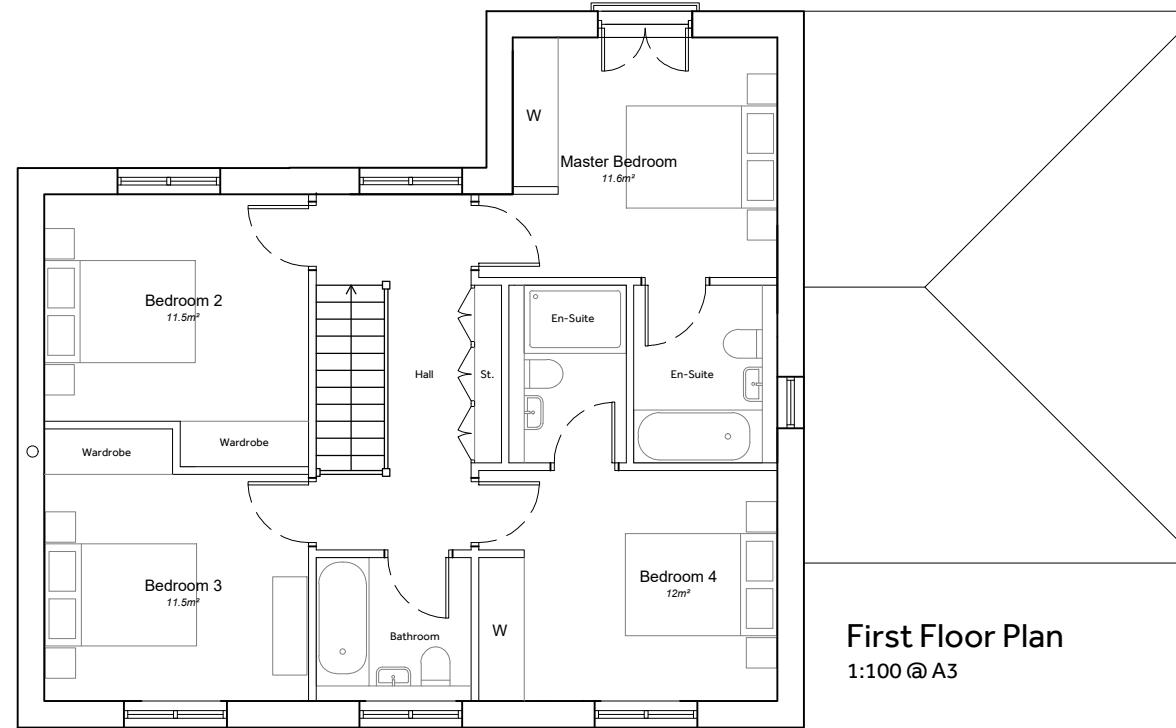 W
Master Bedroom
11.6m²
Bedroom 2
11.5m²
En-Suite
Hall
St.
En-Suite
Wardrobe
Wardrobe
Bedroom 3
11.5m²
Bedroom 4
12m²
Bathroom
W
First Floor Plan
1:100 @ A3